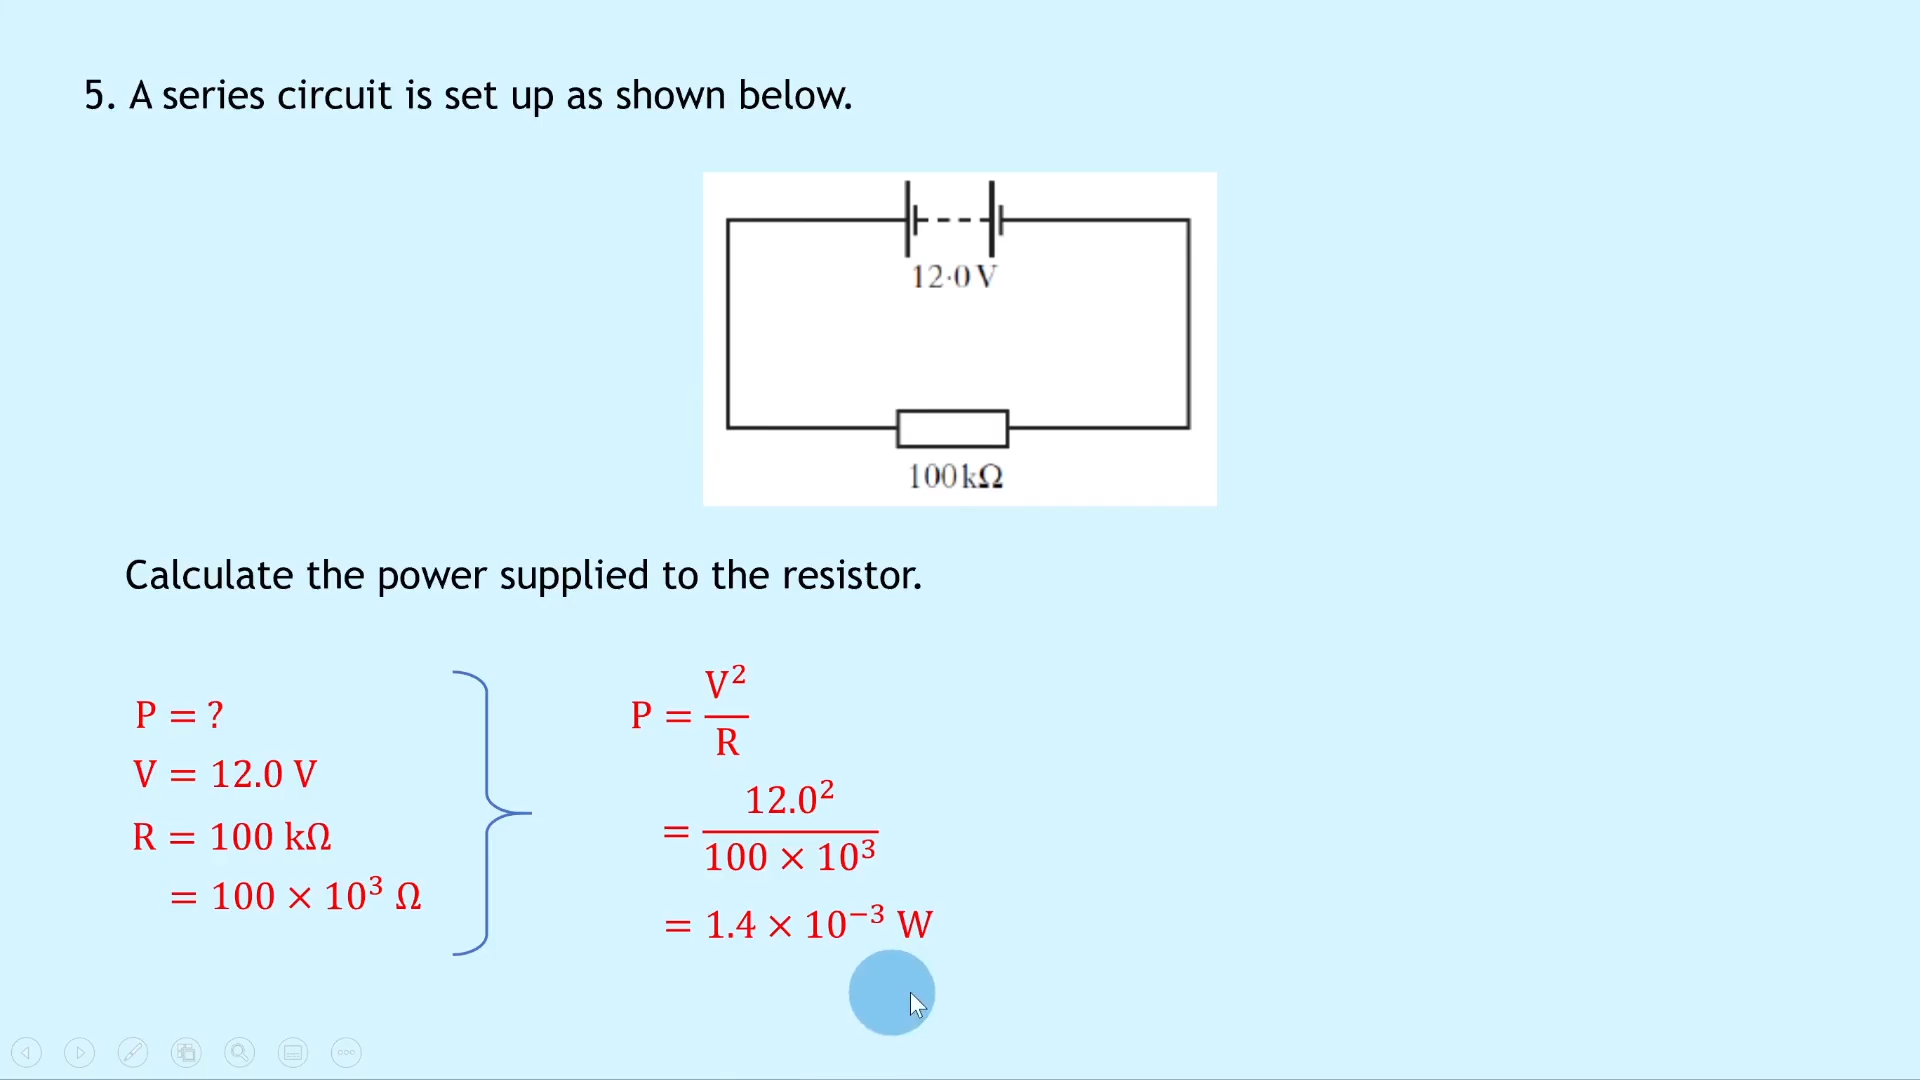 5. A series circuit is set up as shown below.
12·0 V
100 kΩ
Calculate the power supplied to the resistor.
P = ?
V = 12.0 V
R = 100 kΩ
= 100 × 10³ Ω
P = V²/R
= 12.0²/100 × 10³
= 1.4 × 10⁻³ W